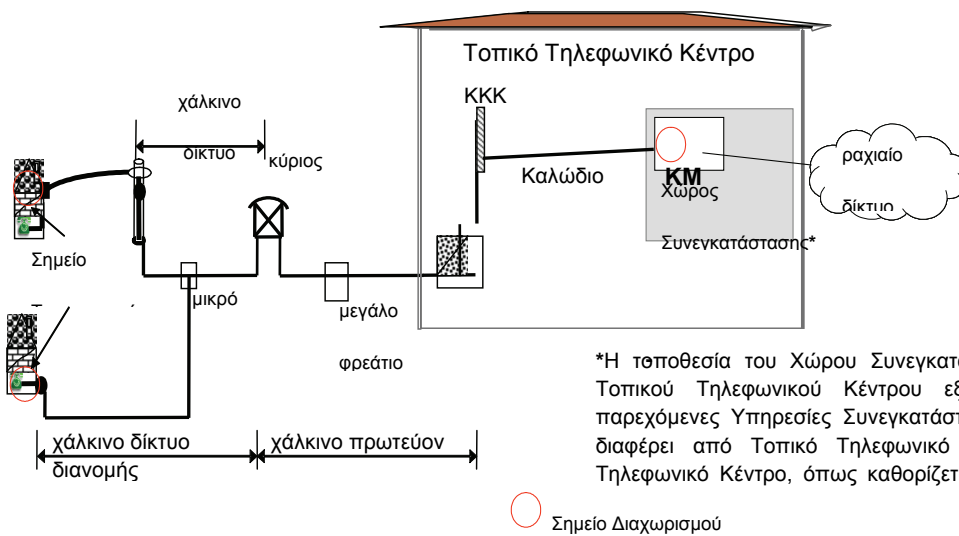 Τοπικό Τηλεφωνικό Κέντρο
ΚΚΚ
χάλκινο
δίκτυο
κύριος
Καλώδιο
ΚΜ
Χώρος
Συνεγκατάστασης*
ραχιαίο
δίκτυο
Σημείο
μικρό
μεγάλο
φρεάτιο
χάλκινο δίκτυο
διανομής
χάλκινο πρωτεύον
*Η τοποθεσία του Χώρου Συνεγκατ
Τοπικού Τηλεφωνικού Κέντρου εξ
παρεχόμενες Υπηρεσίες Συνεγκατάστ
διαφέρει από Τοπικό Τηλεφωνικό
Τηλεφωνικό Κέντρο, όπως καθορίζετ
Σημείο Διαχωρισμού